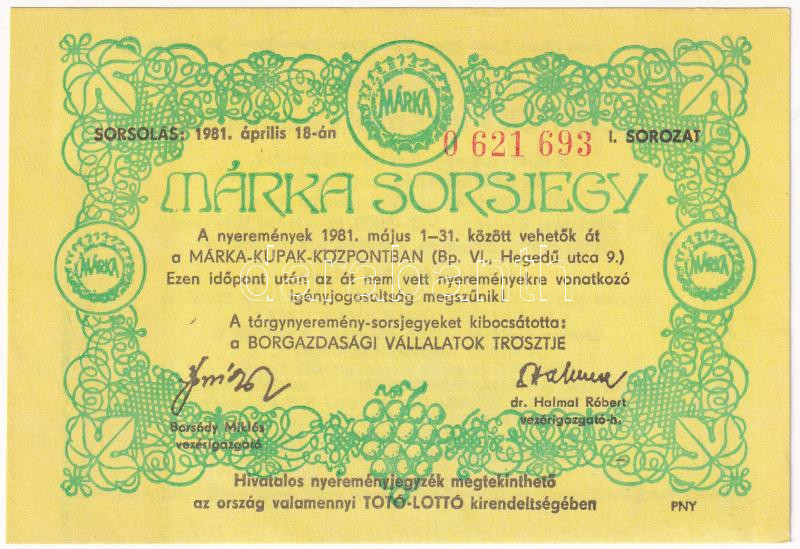 MÁRKA
SORSOLÁS: 1981. április 18-án
0 621 693
I. SOROZAT
MÁRKA SORSJEGY
A nyeremények 1981. május 1–31. között vehetők át
a MÁRKA-KUPAK-KÖZPONTBAN (Bp. VI., Hegedű utca 9.)
Ezen időpont után az át nem vett nyereményekre vonatkozó
igényjogosultság megszűnik!
MÁRKA
MÁRKA
darabanth
A tárgynyeremény-sorsjegyeket kibocsátotta:
a BORGAZDASÁGI VÁLLALATOK TRÖSZTJE
Borsódy Miklós
vezérigazgató
dr. Halmai Róbert
vezérigazgató-h.
Hivatalos nyereményjegyzék megtekinthető
az ország valamennyi TOTÓ-LOTTÓ kirendeltségében
PNY